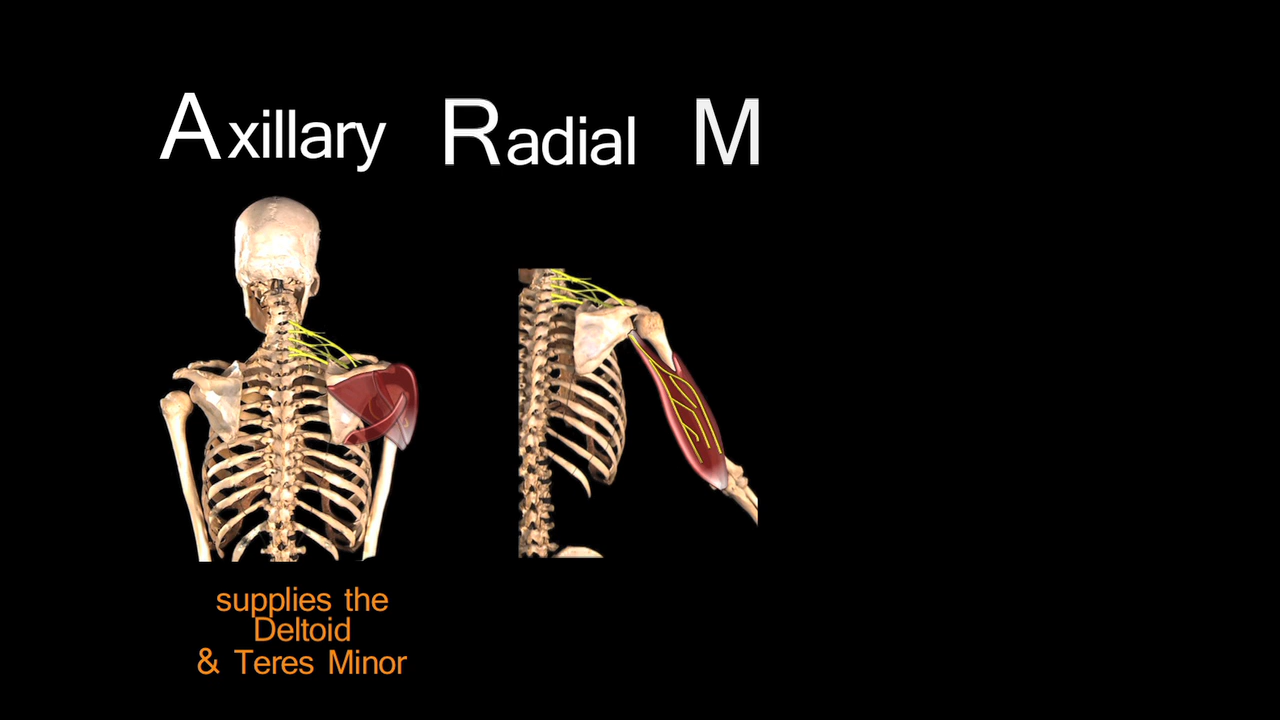 Axillary Radial M
supplies the
Deltoid
& Teres Minor